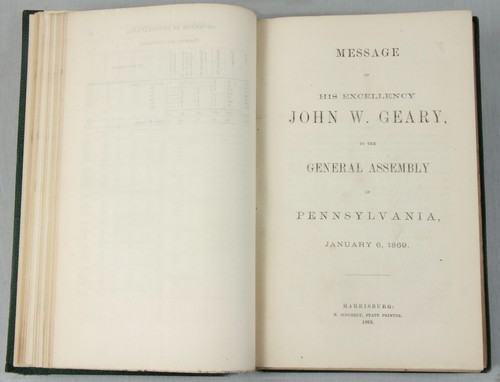 MESSAGE
OF
HIS EXCELLENCY
JOHN W. GEARY,
TO THE
GENERAL ASSEMBLY
OF
PENNSYLVANIA,
JANUARY 6, 1869.
HARRISBURG:
B. SINGERLY, STATE PRINTER.
1869.